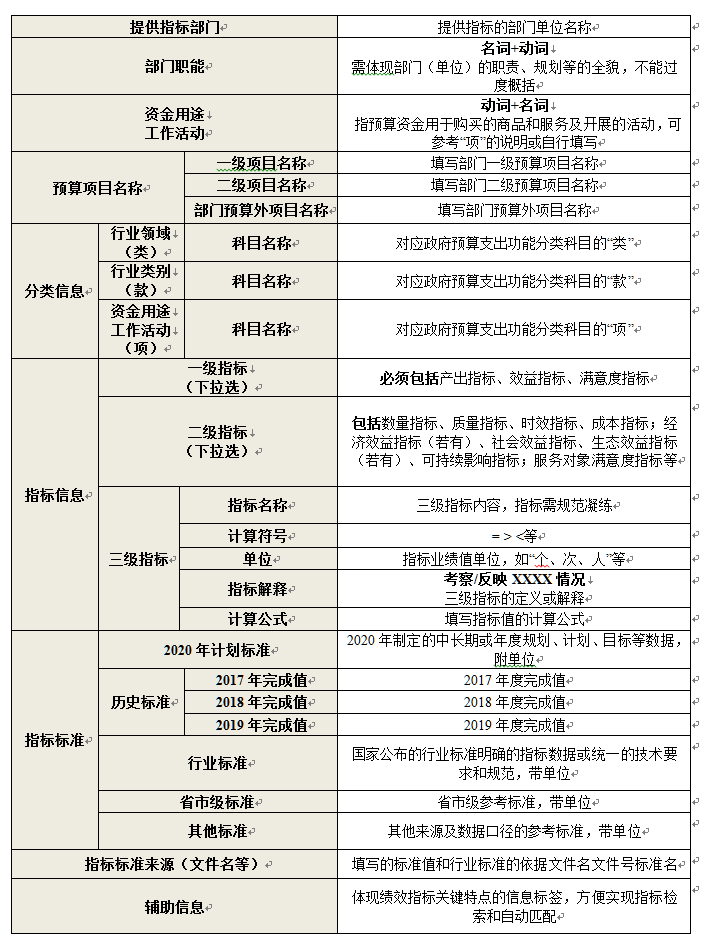 提供指标部门
提供指标的部门单位名称
部门职能
名词+动词
需体现部门（单位）的职责、规划等的全貌，不能过
度概括
资金用途
工作活动
动词+名词
指预算资金用于购买的商品和服务及开展的活动，可
参考“项”的说明或自行填写
预算项目名称
一级项目名称
填写部门一级预算项目名称
二级项目名称
填写部门二级预算项目名称
部门预算外项目名称
填写部门预算外项目名称
分类信息
行业领域
（类）
科目名称
对应政府预算支出功能分类科目的“类”
行业类别
（款）
科目名称
对应政府预算支出功能分类科目的“款”
资金用途
工作活动
（项）
科目名称
对应政府预算支出功能分类科目的“项”
指标信息
一级指标
（下拉选）
必须包括产出指标、效益指标、满意度指标
二级指标
（下拉选）
包括数量指标、质量指标、时效指标、成本指标；经
济效益指标（若有）、社会效益指标、生态效益指标
（若有）、可持续影响指标；服务对象满意度指标等
三级指标
指标名称
三级指标内容，指标需规范凝练
计算符号
= > <等
单位
指标业绩值单位，如“个、次、人”等
指标解释
考察/反映 XXXX 情况
三级指标的定义或解释
计算公式
填写指标值的计算公式
指标标准
2020 年计划标准
2020 年制定的中长期或年度规划、计划、目标等数据，
附单位
历史标准
2017 年完成值
2017 年度完成值
2018 年完成值
2018 年度完成值
2019 年完成值
2019 年度完成值
行业标准
国家公布的行业标准明确的指标数据或统一的技术要
求和规范，带单位
省市级标准
省市级参考标准，带单位
其他标准
其他来源及数据口径的参考标准，带单位
指标标准来源（文件名等）
填写的标准值和行业标准的依据文件名文件号标准名
辅助信息
体现绩效指标关键特点的信息标签，方便实现指标检
索和自动匹配